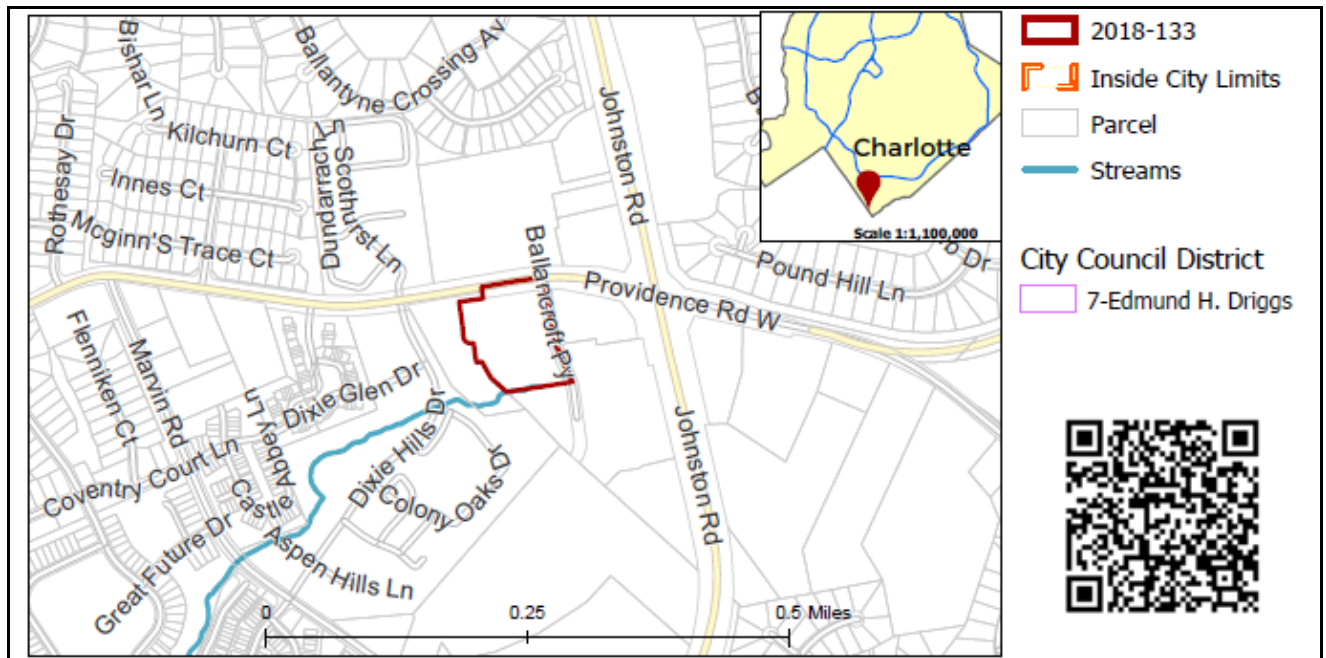 Bishar Ln
Ballantyne Crossing Av
Kilchurn Ct
Rothesay Dr
Innes Ct
Mcginn'S Trace Ct
Dundarrach L
Scothurst Ln
Johnston Rd
Ballancroft Py
Providence Rd W
Pound Hill Ln
Dr
Flenniken Ct
Marvin Rd
Abbey Ln
Dixie Glen Dr
Coventry Court Ln
Castle
Dixie Hills Dr
Colony Oaks Dr
Great Future Dr
Aspen Hills Ln
Johnston Rd
0
0.25
0.5 Miles
Charlotte
Scale 1:1,100,000
2018-133
Inside City Limits
Parcel
Streams
City Council District
7-Edmund H. Driggs